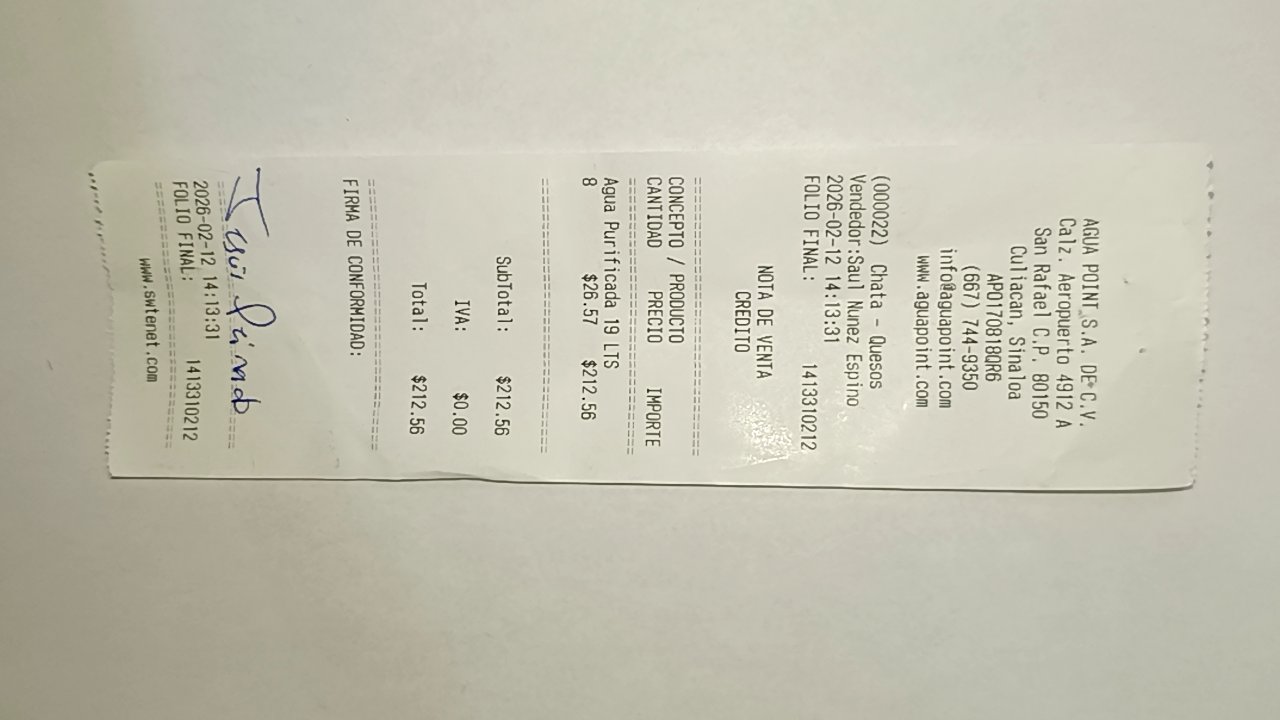 AGUA POINT S.A. DE C.V.
Calz. Aeropuerto 4912 A
San Rafael C.P. 80150
Culiacan, Sinaloa
APO170818QR6
(667) 744-9350
info@aguapoint.com
www.aguapoint.com
(000022) Chata - Quesos
Vendedor:Saul Nunez Espino
2026-02-12 14:13:31
FOLIO FINAL: 1413310212
NOTA DE VENTA
CREDITO
==============================
CONCEPTO / PRODUCTO
CANTIDAD PRECIO IMPORTE
==============================
Agua Purificada 19 LTS
8 $26.57 $212.56
==============================
SubTotal: $212.56
IVA: $0.00
Total: $212.56
==============================
FIRMA DE CONFORMIDAD:
==============================
2026-02-12 14:13:31
FOLIO FINAL: 1413310212
==============================
www.swtenet.com